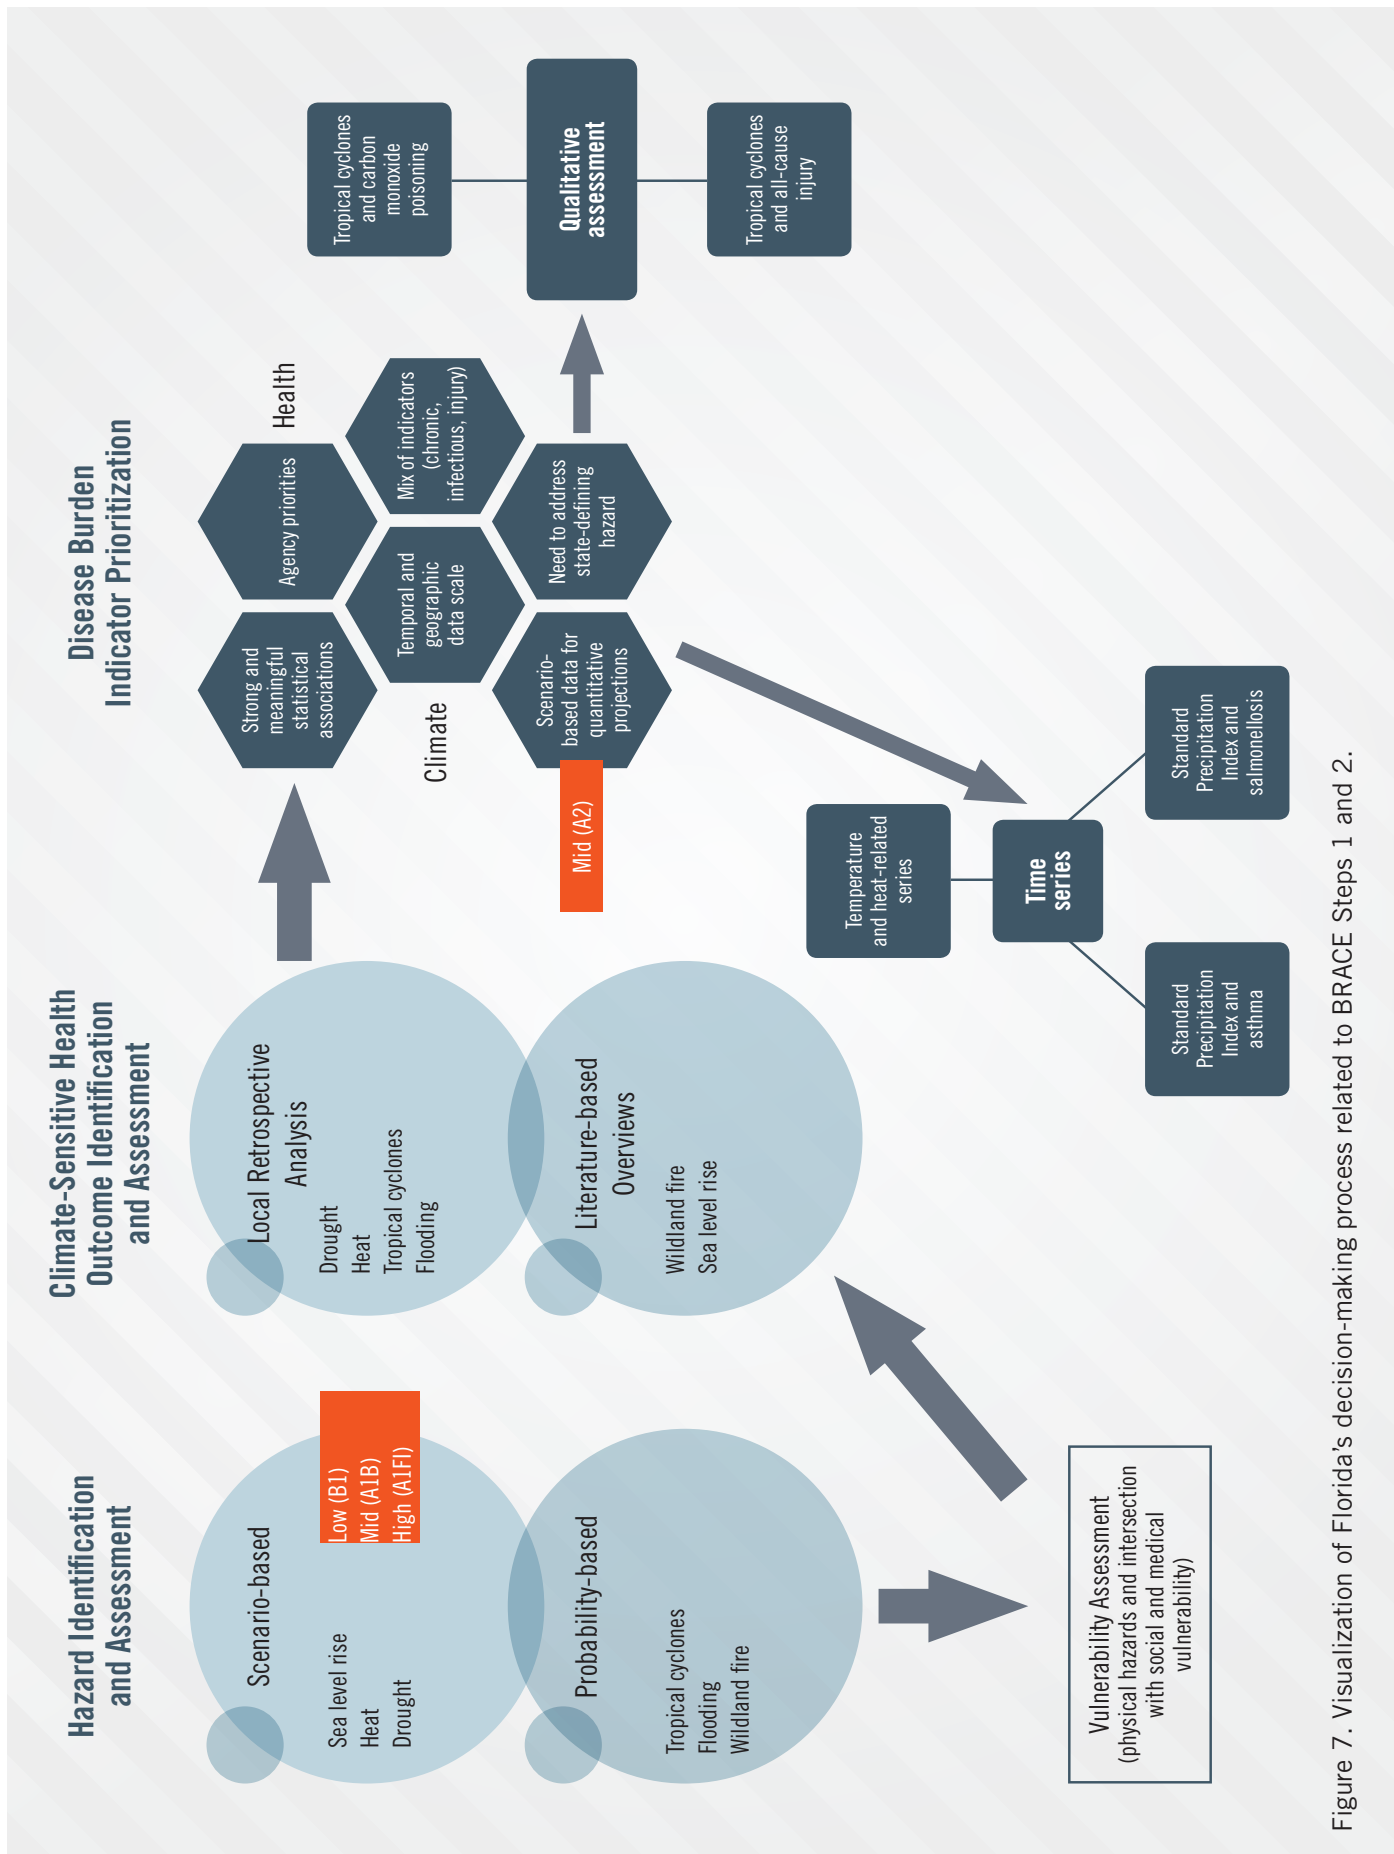 Hazard Identification
and Assessment
Scenario-based
Sea level rise
Heat
Drought
Low (B1)
Mid (A1B)
High (A1FI)
Probability-based
Tropical cyclones
Flooding
Wildland fire
Vulnerability Assessment
(physical hazards and intersection
with social and medical
vulnerability)
Climate-Sensitive Health
Outcome Identification
and Assessment
Local Retrospective
Analysis
Drought
Heat
Tropical cyclones
Flooding
Literature-based
Overviews
Wildland fire
Sea level rise
Disease Burden
Indicator Prioritization
Health
Climate
Strong and
meaningful
statistical
associations
Agency priorities
Temporal and
geographic
data scale
Mix of indicators
(chronic,
infectious, injury)
Scenario-
based data for
quantitative
projections
Need to address
state-defining
hazard
Mid (A2)
Tropical cyclones
and carbon
monoxide
poisoning
Qualitative
assessment
Tropical cyclones
and all-cause
injury
Temperature
and heat-related
series
Time
series
Standard
Precipitation
Index and
asthma
Standard
Precipitation
Index and
salmonellosis
Figure 7. Visualization of Florida's decision-making process related to BRACE Steps 1 and 2.